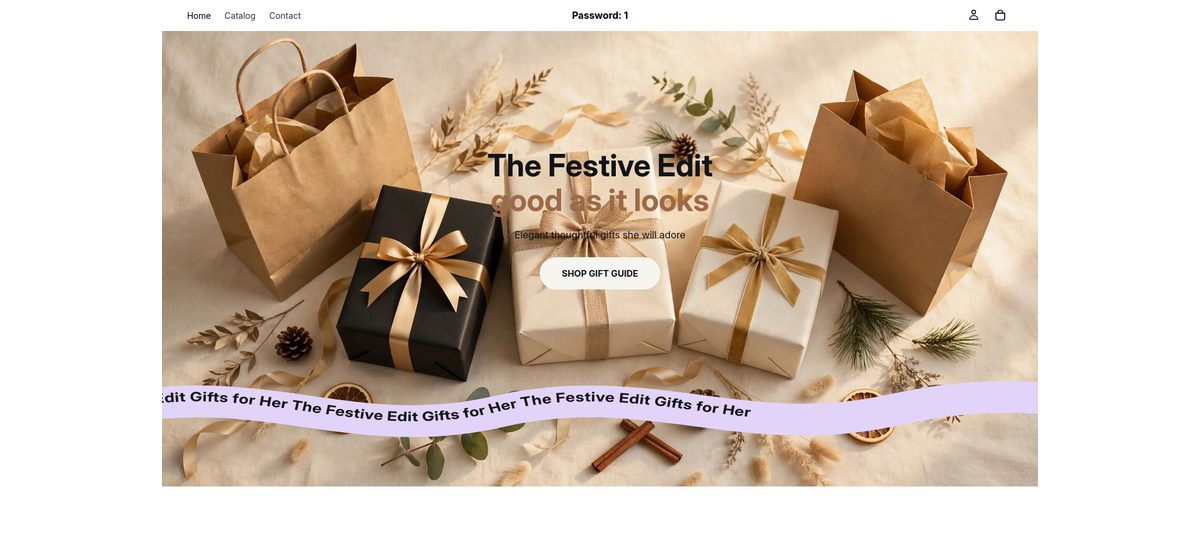 Home Catalog Contact
Password: 1
The Festive Edit
good as it looks
Elegant thoughtful gifts she will adore
SHOP GIFT GUIDE
Edit Gifts for Her The Festive Edit Gifts for Her The Festive Edit Gifts for Her